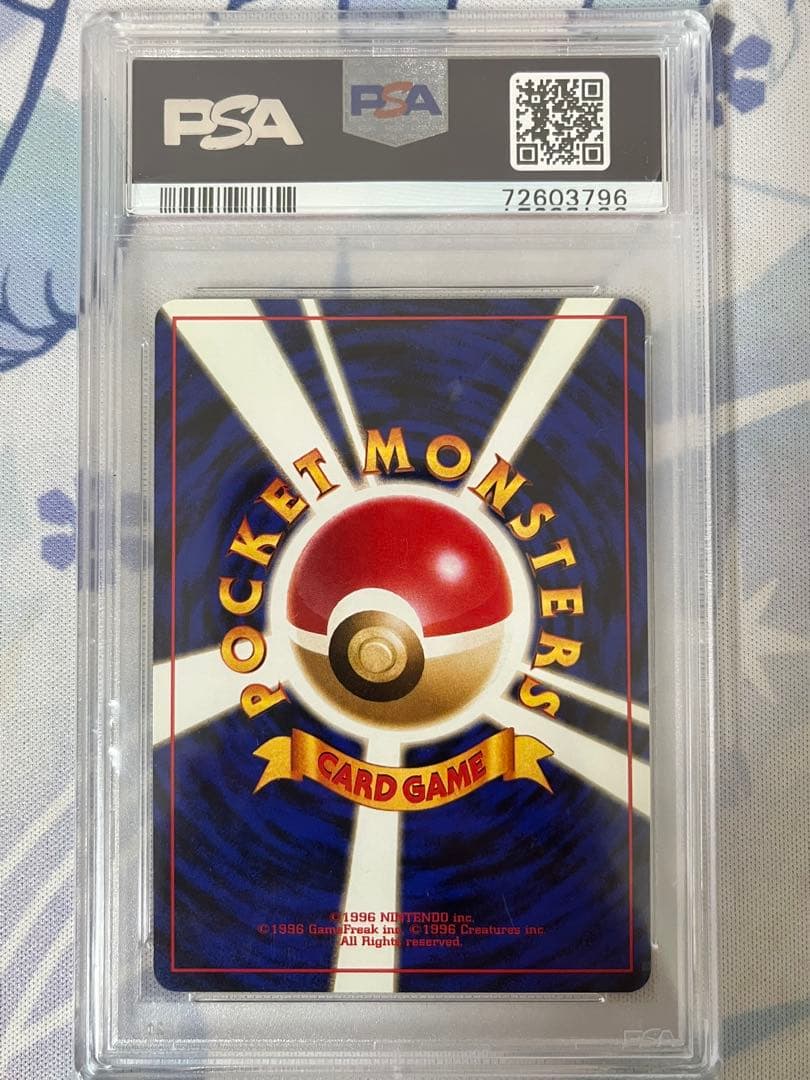 PSA
PSA
72603796
POCKET MONSTERS
CARD GAME
©1996 NINTENDO inc.
©1996 GameFreak inc. ©1996 Creatures inc.
All Rights reserved.
PSA